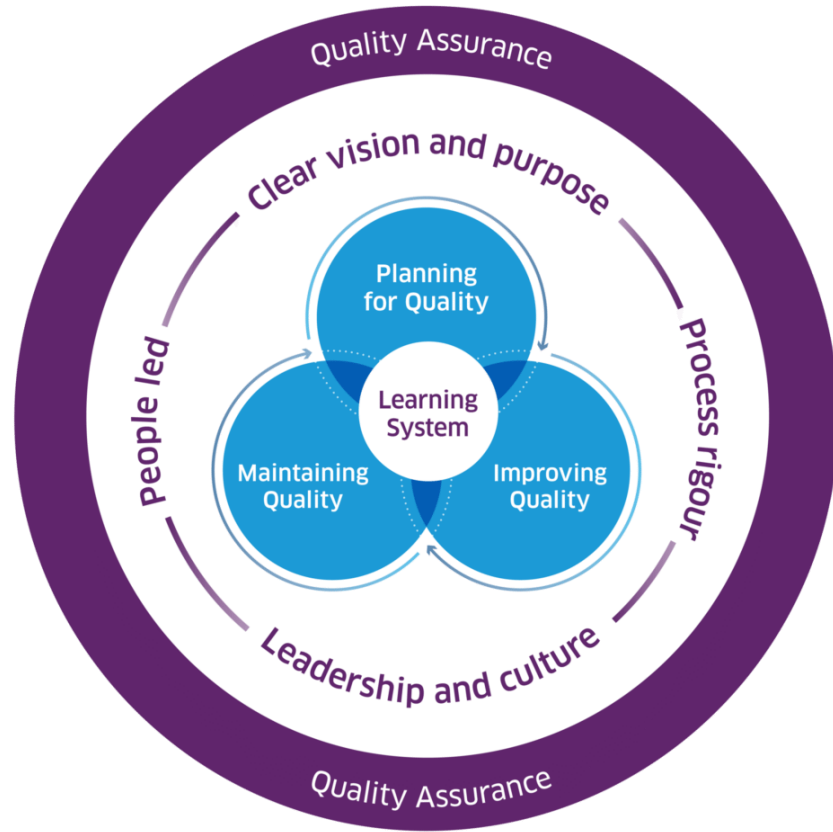 Quality Assurance
Clear vision and purpose
Planning
for Quality
People led
Process rigour
Learning
System
Maintaining
Quality
Improving
Quality
Leadership and culture
Quality Assurance